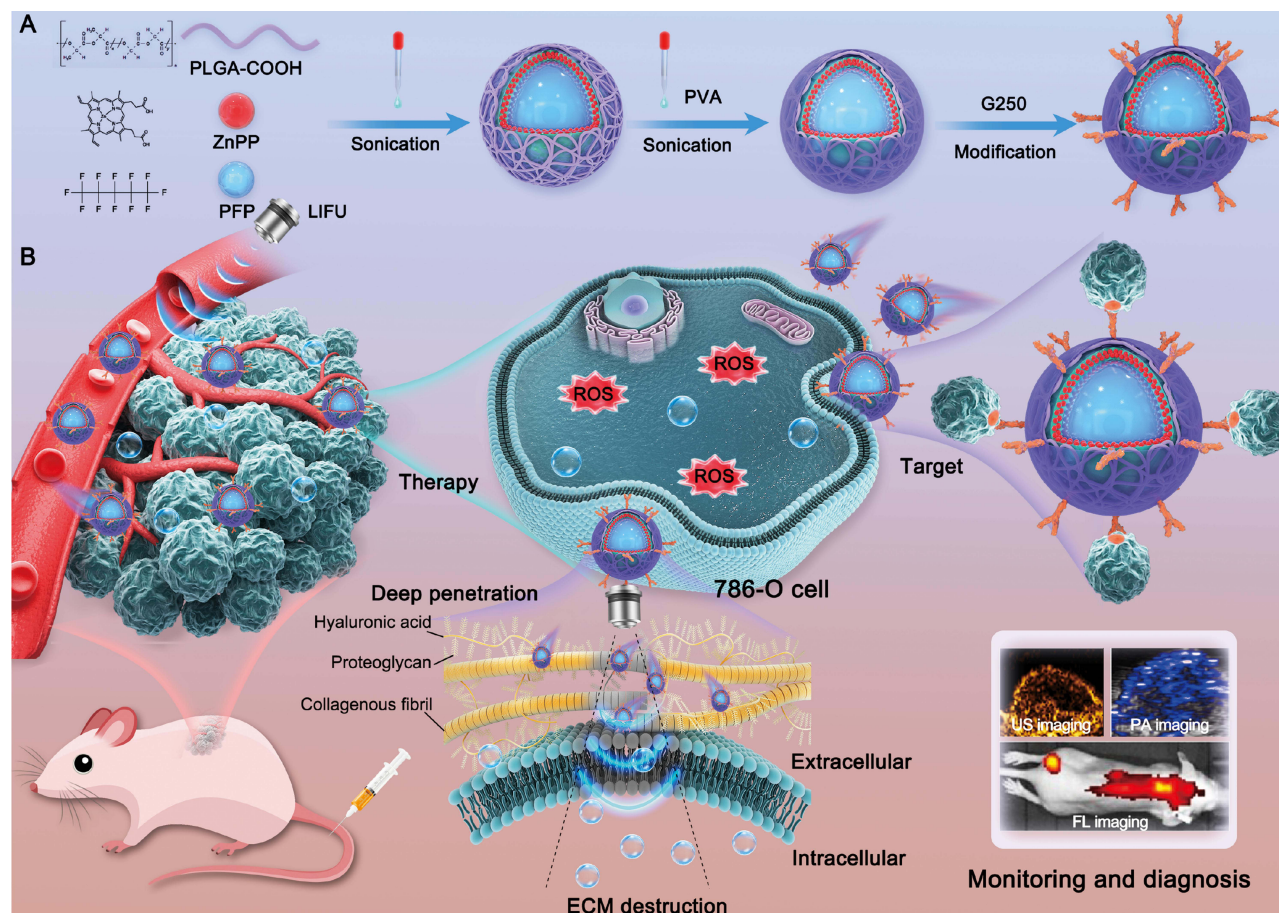 A
PLGA-COOH
ZnPP
PFP
Sonication
PVA
Sonication
G250
Modification
LIFU
B
ROS
ROS
ROS
Therapy
Target
786-O cell
Deep penetration
Hyaluronic acid
Proteoglycan
Collagenous fibril
Extracellular
Intracellular
ECM destruction
US imaging
PA imaging
FL imaging
Monitoring and diagnosis
F F F F F
F F
F F F F F